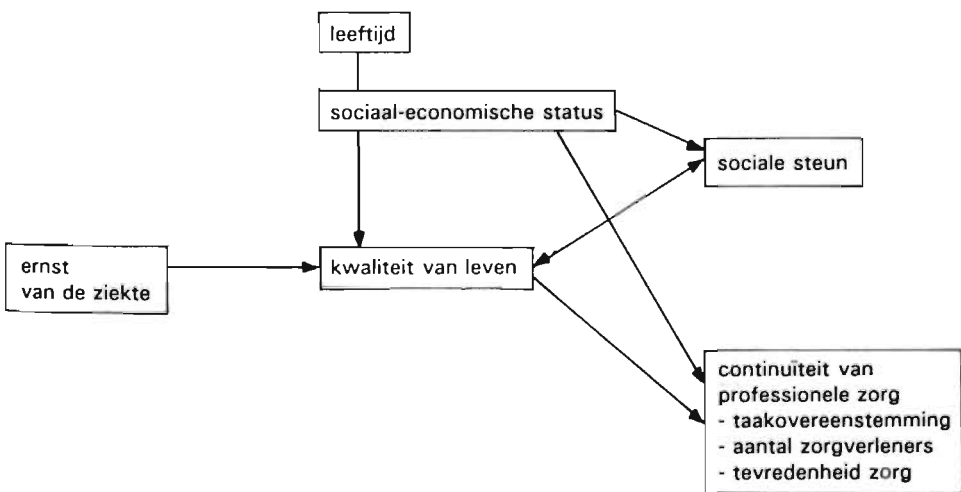 leeftijd
sociaal-economische status
sociale steun
ernst
van de ziekte
kwaliteit van leven
continuïteit van
professionele zorg
- taakovereenstemming
- aantal zorgverleners
- tevredenheid zorg